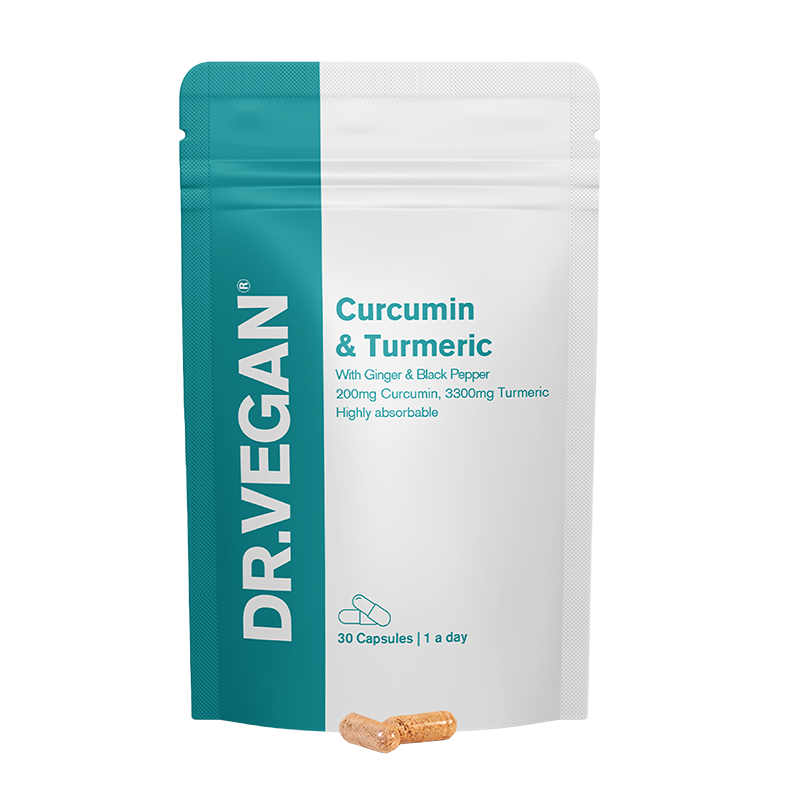 DR.VEGAN®
Curcumin
& Turmeric
With Ginger & Black Pepper
200mg Curcumin, 3300mg Turmeric
Highly absorbable
30 Capsules | 1 a day